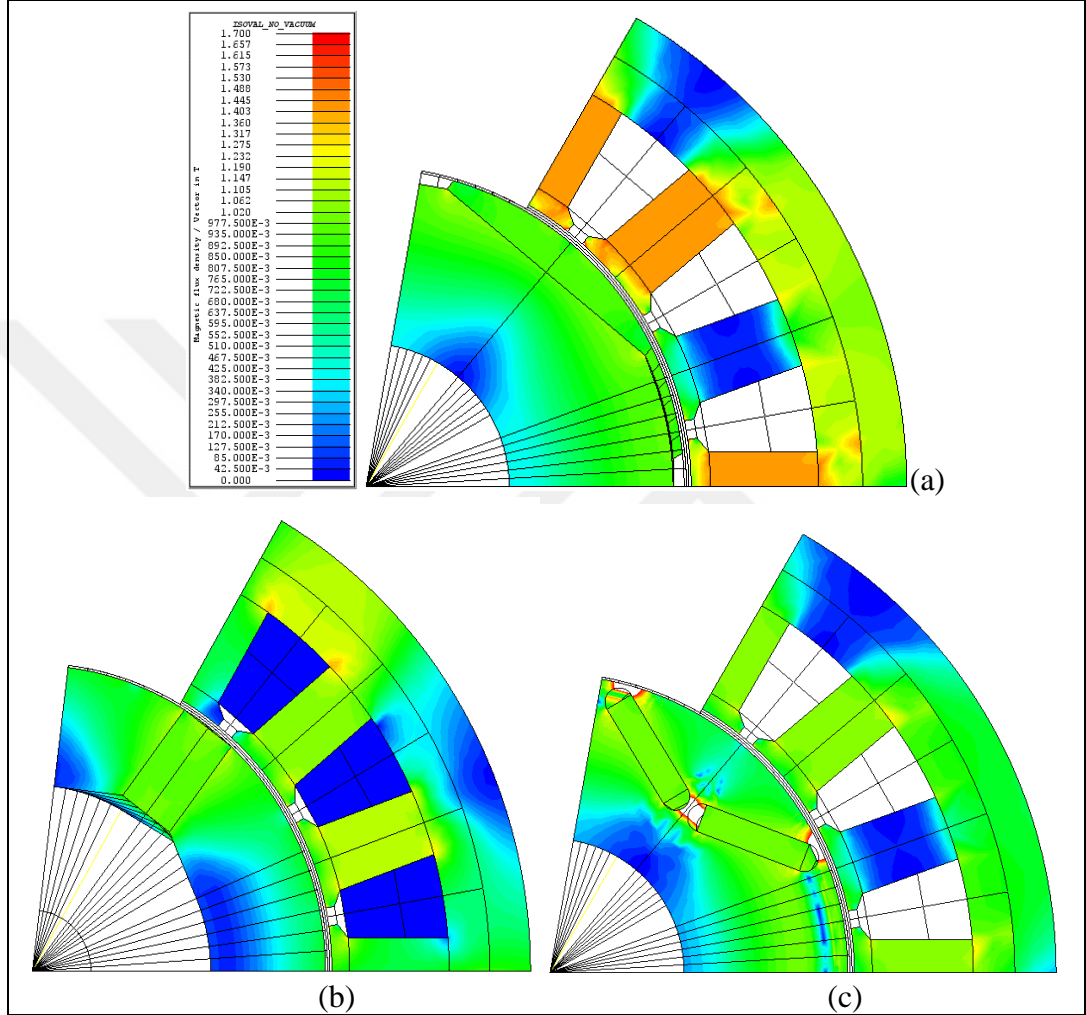 ISOVAL_NO_VACUUM
Magnetic flux density / Vector in T
1.700
1.657
1.615
1.573
1.530
1.488
1.445
1.403
1.360
1.317
1.275
1.232
1.190
1.147
1.105
1.062
1.020
977.500E-3
935.000E-3
892.500E-3
850.000E-3
807.500E-3
765.000E-3
722.500E-3
680.000E-3
637.500E-3
595.000E-3
552.500E-3
510.000E-3
467.500E-3
425.000E-3
382.500E-3
340.000E-3
297.500E-3
255.000E-3
212.500E-3
170.000E-3
127.500E-3
85.000E-3
42.500E-3
0.000
(a)
(b)
(c)